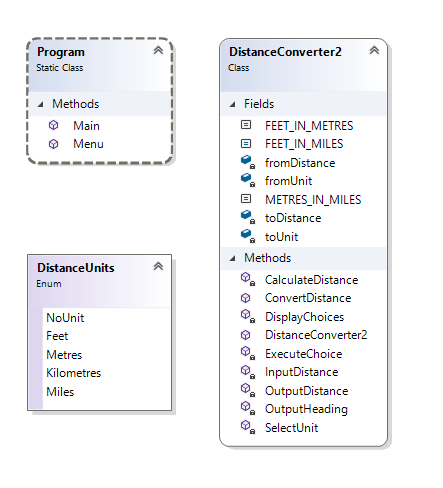 Program
Static Class
Methods
Main
Menu
DistanceUnits
Enum
NoUnit
Feet
Metres
Kilometres
Miles
DistanceConverter2
Class
Fields
FEET_IN_METRES
FEET_IN_MILES
fromDistance
fromUnit
METRES_IN_MILES
toDistance
toUnit
Methods
CalculateDistance
ConvertDistance
DisplayChoices
DistanceConverter2
ExecuteChoice
InputDistance
OutputDistance
OutputHeading
SelectUnit